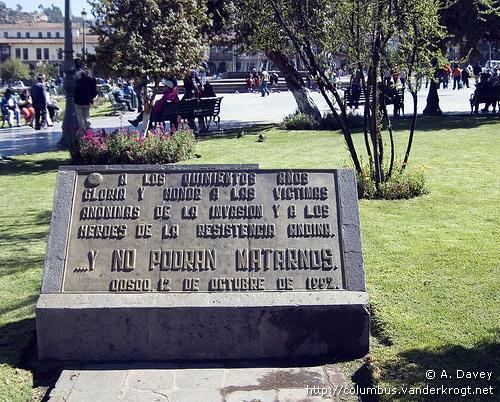 A LOS QUINIENTOS AÑOS
GLORIA Y HONOR A LAS VICTIMAS
ANONIMAS DE LA INVASION Y A LOS
HEROES DE LA RESISTENCIA ANDINA.
...Y NO PODRAN MATARNOS.
QOSQO, 12 DE OCTUBRE DE 1992.
© A. Davey
http://columbus.vanderkrogt.net